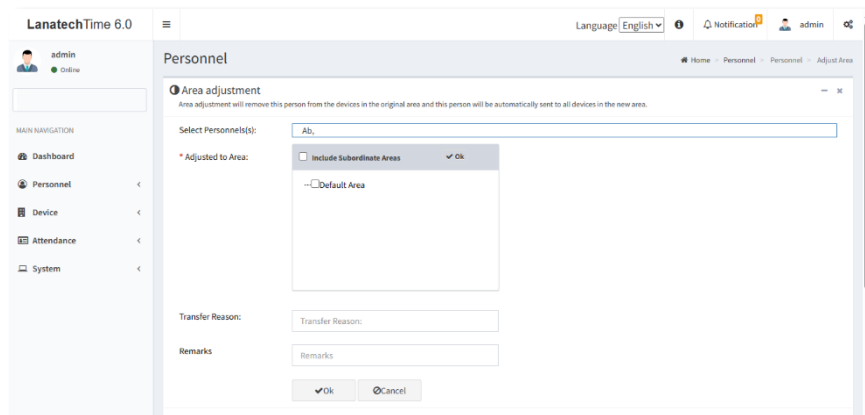 LanatechTime 6.0
Language English
Notification 0
admin
admin
Online
MAIN NAVIGATION
Dashboard
Personnel
Device
Attendance
System
Personnel
Home > Personnel > Personnel > Adjust Area
Area adjustment
Area adjustment will remove this person from the devices in the original area and this person will be automatically sent to all devices in the new area.
Select Personnels(s): Ab,
* Adjusted to Area:
Include Subordinate Areas Ok
Default Area
Transfer Reason: Transfer Reason:
Remarks Remarks
Ok Cancel